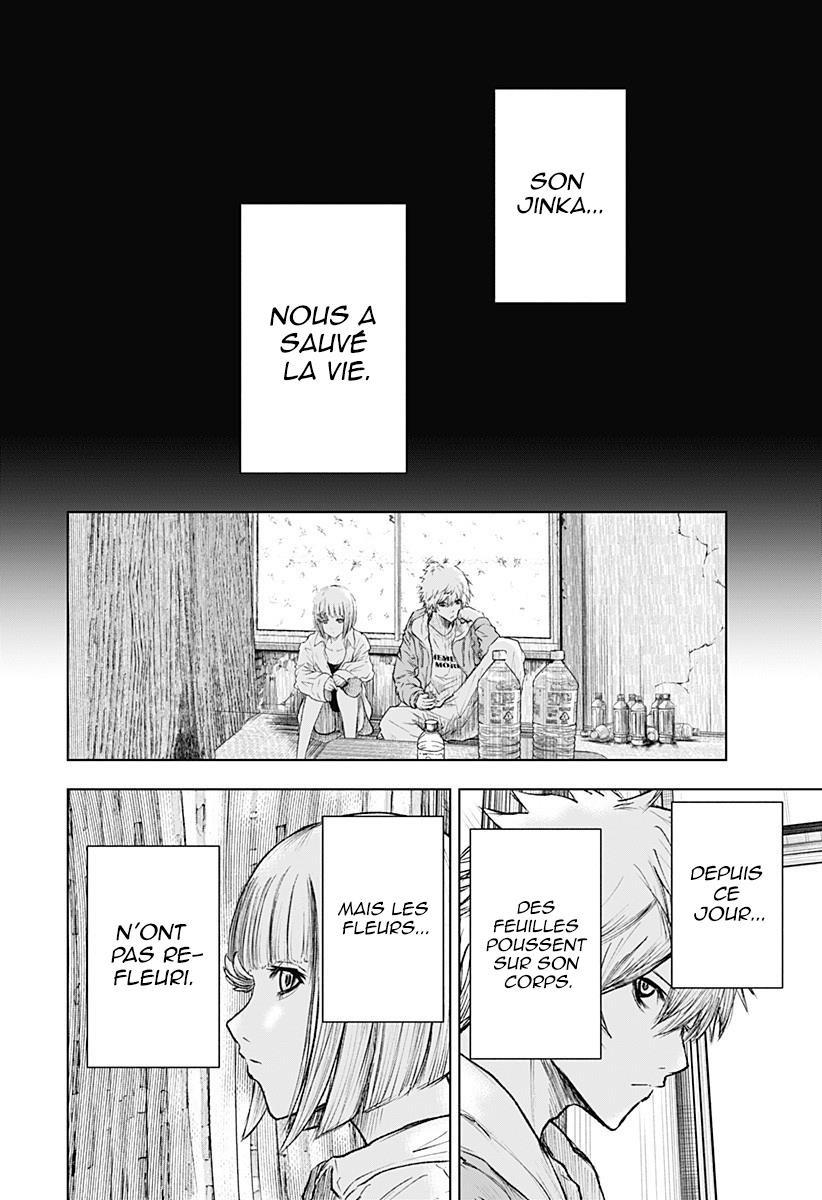 SON
JINKA...
NOUS A
SAUVÉ
LA VIE.
DEPUIS
CE
JOUR...
DES
FEUILLES
POUSSENT
SUR SON
CORPS.
MAIS LES
FLEURS...
N'ONT
PAS RE-
FLEURI.